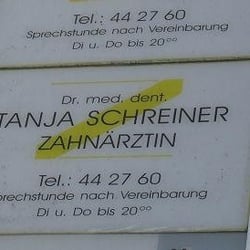 Tel.: 44 27 60
Sprechstunde nach Vereinbarung
Di u. Do bis 20⁰⁰
Dr. med. dent.
TANJA SCHREINER
ZAHNÄRZTIN
Tel.: 44 27 60
Sprechstunde nach Vereinbarung
Di u. Do bis 20⁰⁰